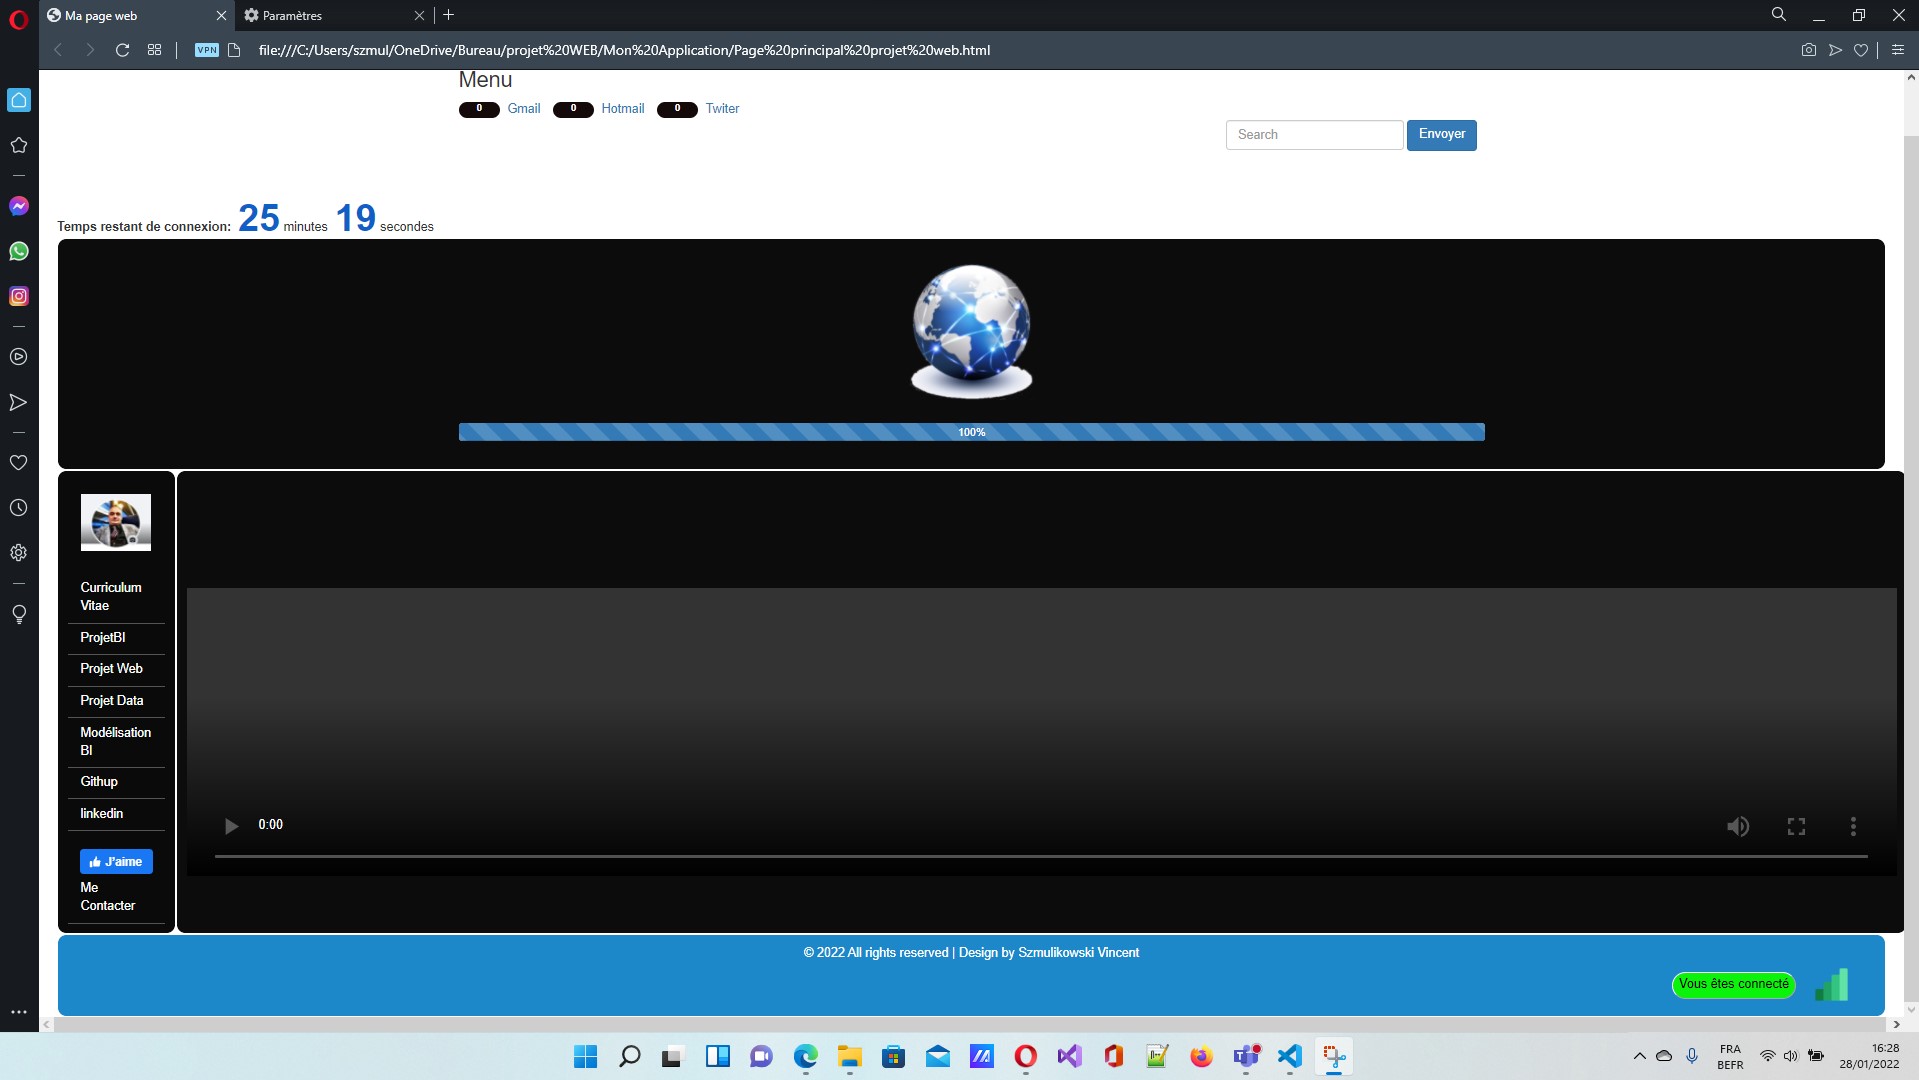 Ma page web
Paramètres
VPN
file:///C:/Users/szmul/OneDrive/Bureau/projet%20WEB/Mon%20Application/Page%20principal%20projet%20web.html
Menu
0 Gmail 0 Hotmail 0 Twiter
Search Envoyer
Temps restant de connexion: 25 minutes 19 secondes
100%
Curriculum
Vitae
ProjetBI
Projet Web
Projet Data
Modélisation
BI
Githup
linkedin
J'aime
Me
Contacter
0:00
© 2022 All rights reserved | Design by Szmulikowski Vincent
Vous êtes connecté
FRA
BEFR
16:28
28/01/2022